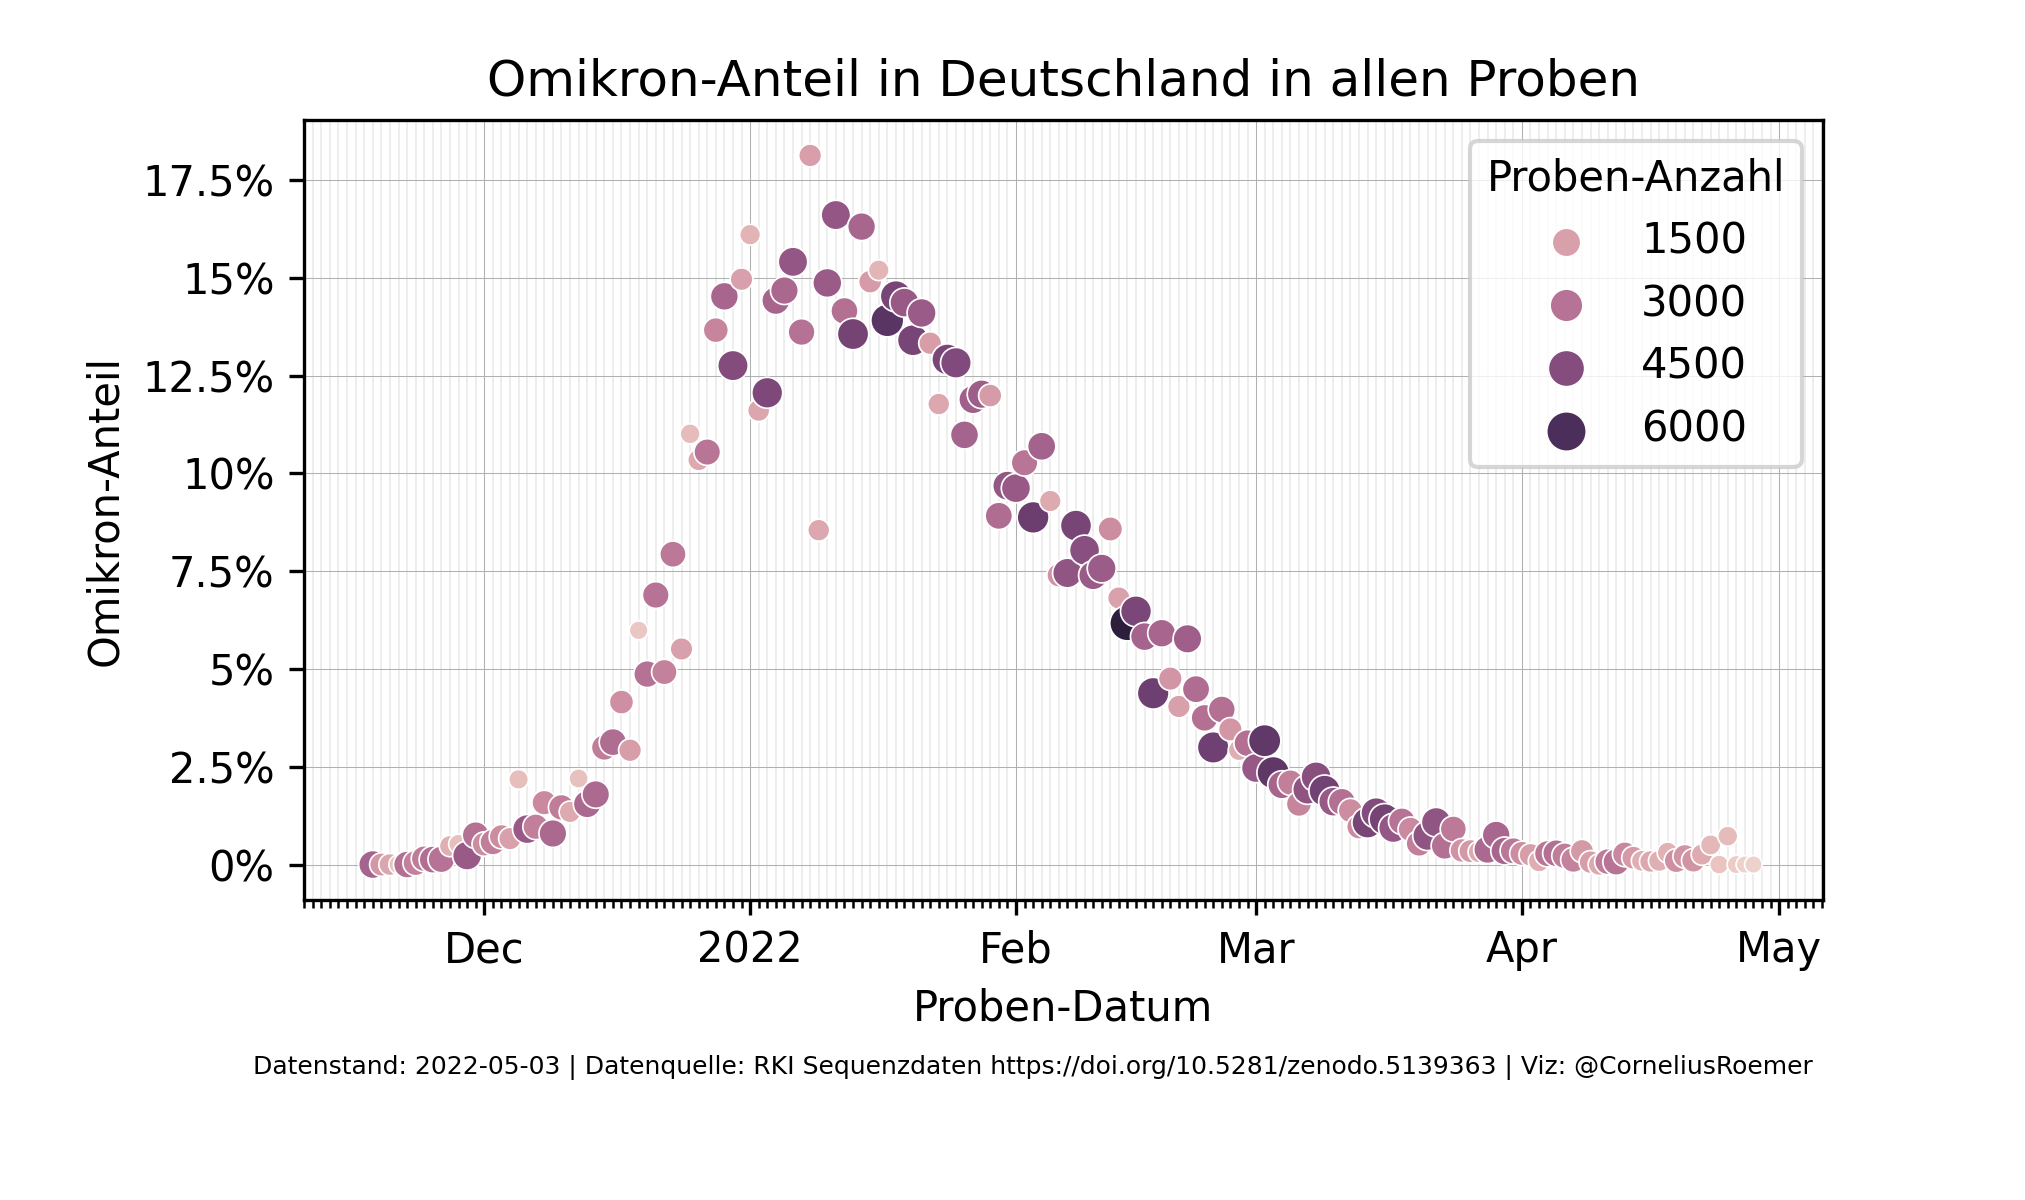 Omikron-Anteil in Deutschland in allen Proben
Omikron-Anteil
17.5%
15%
12.5%
10%
7.5%
5%
2.5%
0%
Proben-Anzahl
1500
3000
4500
6000
Dec
2022
Feb
Mar
Apr
May
Proben-Datum
Datenstand: 2022-05-03 | Datenquelle: RKI Sequenzdaten https://doi.org/10.5281/zenodo.5139363 | Viz: @CorneliusRoemer